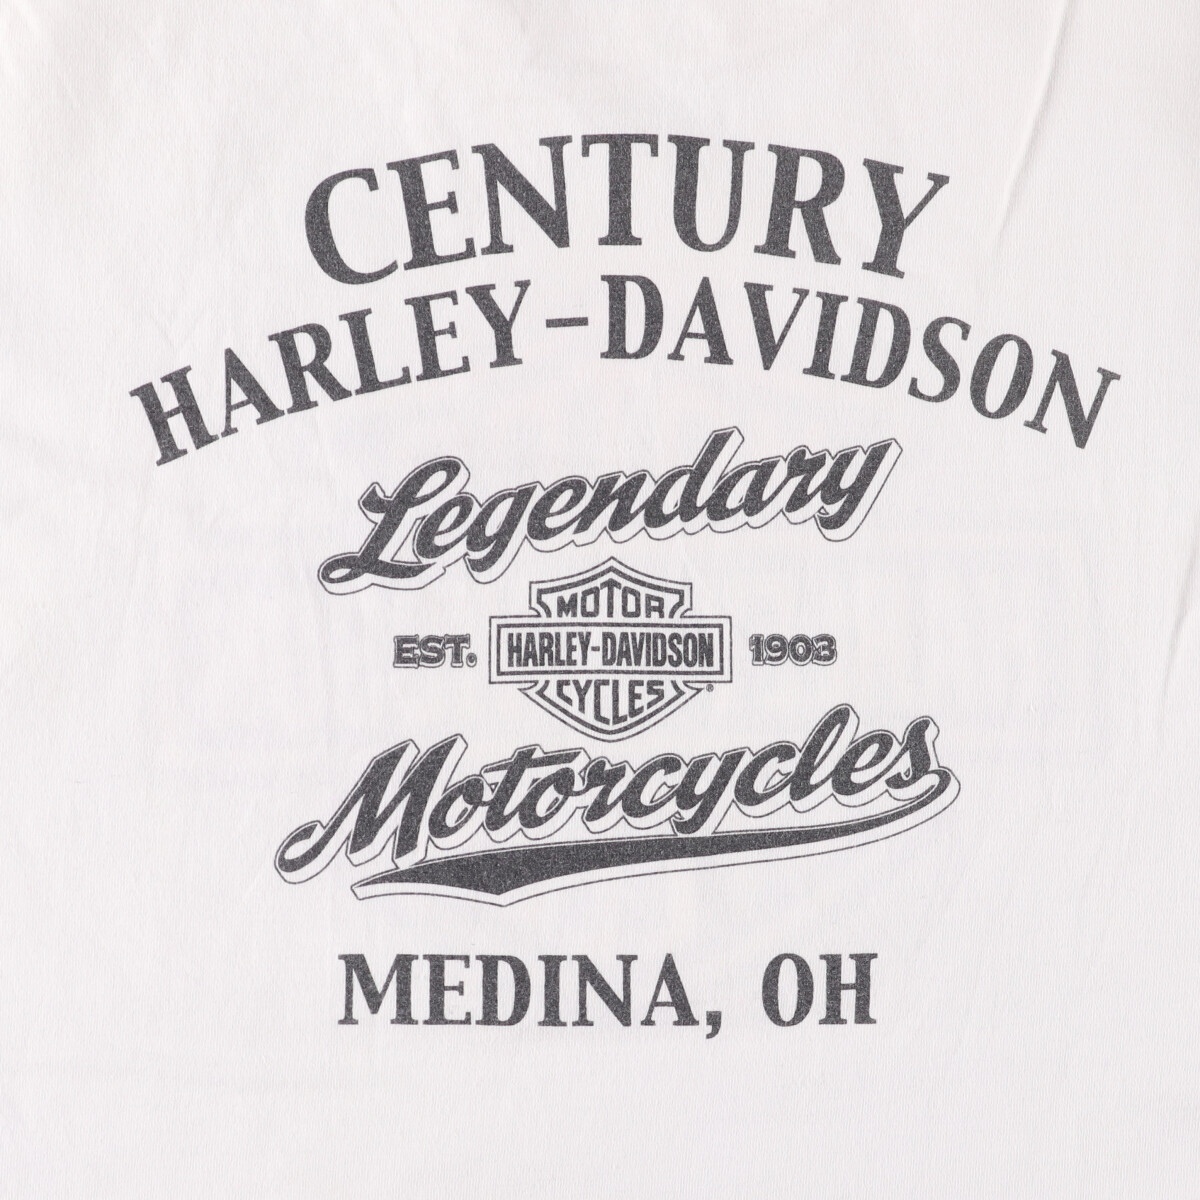 CENTURY
HARLEY-DAVIDSON
Legendary
MOTOR
EST. HARLEY-DAVIDSON 1903
CYCLES ®
Motorcycles
MEDINA, OH